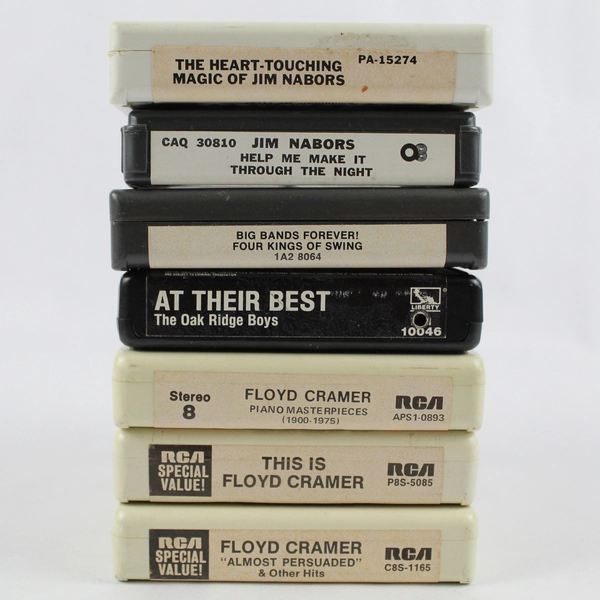 THE HEART-TOUCHING
MAGIC OF JIM NABORS
PA-15274
CAQ 30810 JIM NABORS
HELP ME MAKE IT
THROUGH THE NIGHT
BIG BANDS FOREVER!
FOUR KINGS OF SWING
1A2 8064
AT THEIR BEST
The Oak Ridge Boys
LIBERTY
10046
Stereo
8
FLOYD CRAMER
PIANO MASTERPIECES
(1900-1975)
RCA
APS1-0893
RCA
SPECIAL
VALUE!
THIS IS
FLOYD CRAMER
RCA
P8S-5085
RCA
SPECIAL
VALUE!
FLOYD CRAMER
"ALMOST PERSUADED"
& Other Hits
RCA
C8S-1165